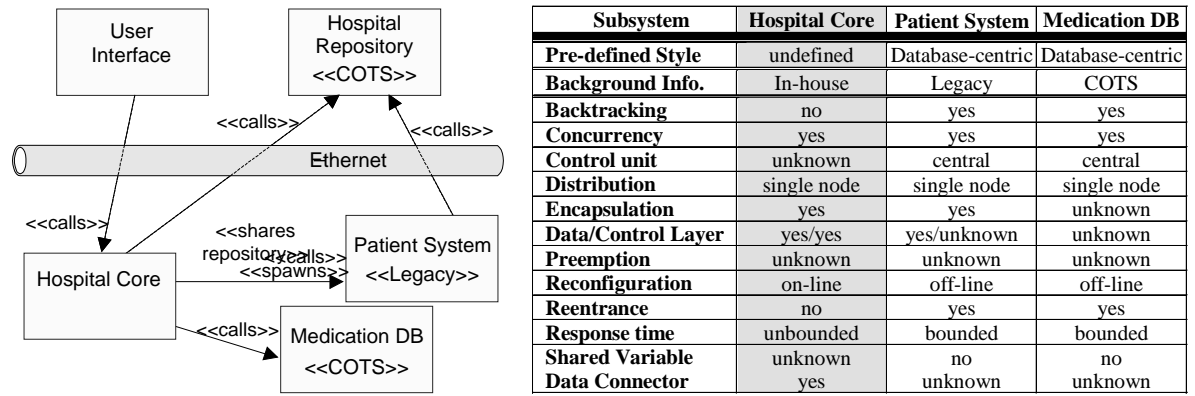 User
Interface
Hospital
Repository
<<COTS>>
<<calls>>
<<calls>>
Ethernet
<<calls>>
<<shares
repository>>
<<calls>>
<<spawns>>
Hospital Core
Patient System
<<Legacy>>
<<calls>>
Medication DB
<<COTS>>
Subsystem Hospital Core Patient System Medication DB
Pre-defined Style undefined Database-centric Database-centric
Background Info. In-house Legacy COTS
Backtracking no yes yes
Concurrency yes yes yes
Control unit unknown central central
Distribution single node single node single node
Encapsulation yes yes unknown
Data/Control Layer yes/yes yes/unknown unknown
Preemption unknown unknown unknown
Reconfiguration on-line off-line off-line
Reentrance no yes yes
Response time unbounded bounded bounded
Shared Variable unknown no no
Data Connector yes unknown unknown